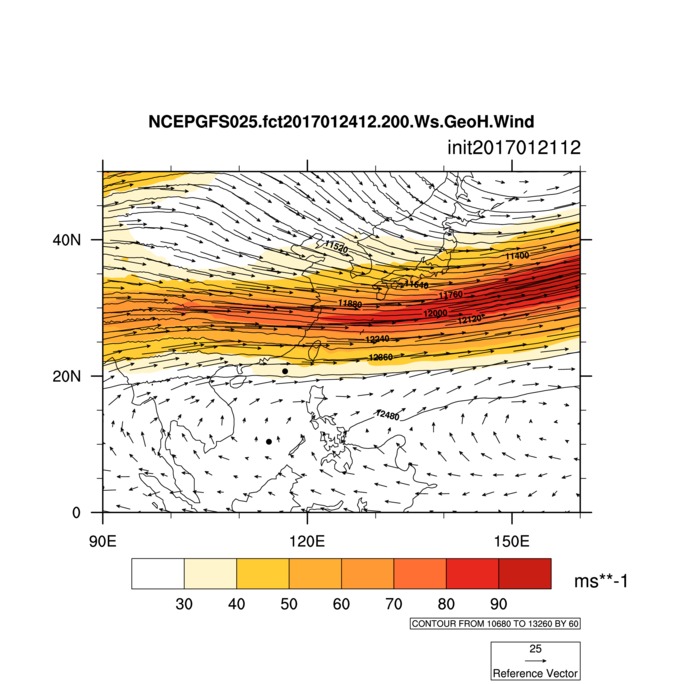 NCEPGFS025.fct2017012412.200.Ws.GeoH.Wind
init2017012112
40N
20N
0
11520
11400
11640
11760
11880
12000
12120
12240
12360
12480
90E 120E 150E
30 40 50 60 70 80 90
ms**-1
CONTOUR FROM 10680 TO 13260 BY 60
25
Reference Vector